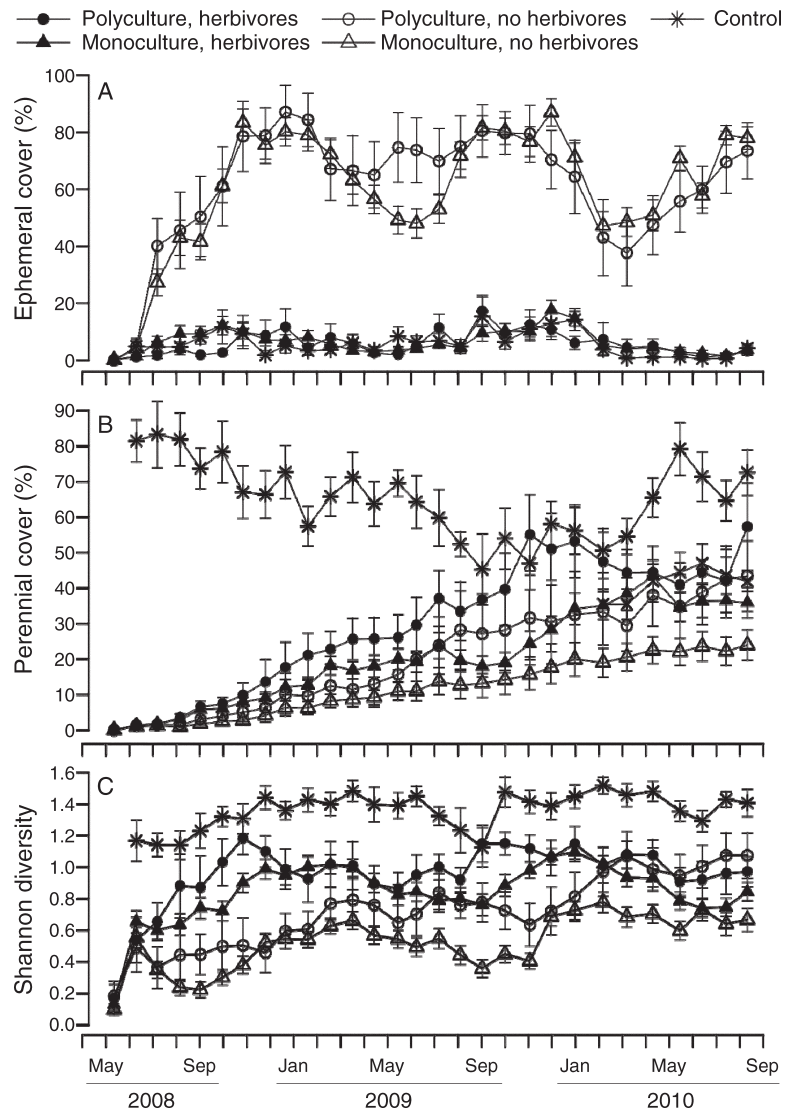 Polyculture, herbivores Polyculture, no herbivores Control
Monoculture, herbivores Monoculture, no herbivores
A
Ephemeral cover (%)
100
80
60
40
20
0
B
Perennial cover (%)
90
80
70
60
50
40
30
20
10
0
C
Shannon diversity
1.6
1.4
1.2
1.0
0.8
0.6
0.4
0.2
0.0
May Sep Jan May Sep Jan May Sep
2008 2009 2010